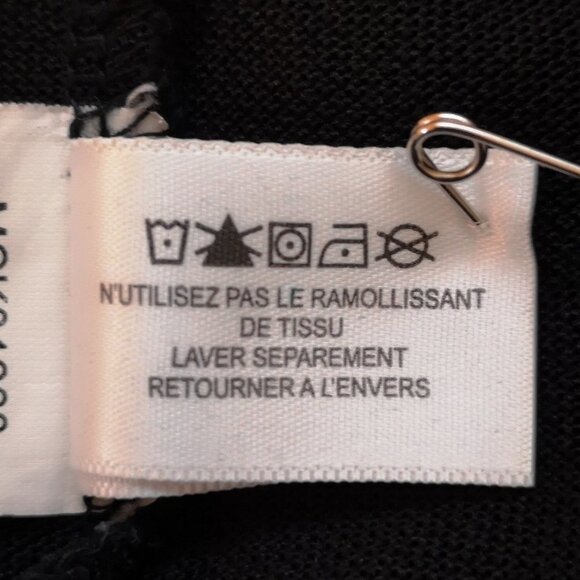 N'UTILISEZ PAS LE RAMOLLISSANT
DE TISSU
LAVER SEPAREMENT
RETOURNER A L'ENVERS